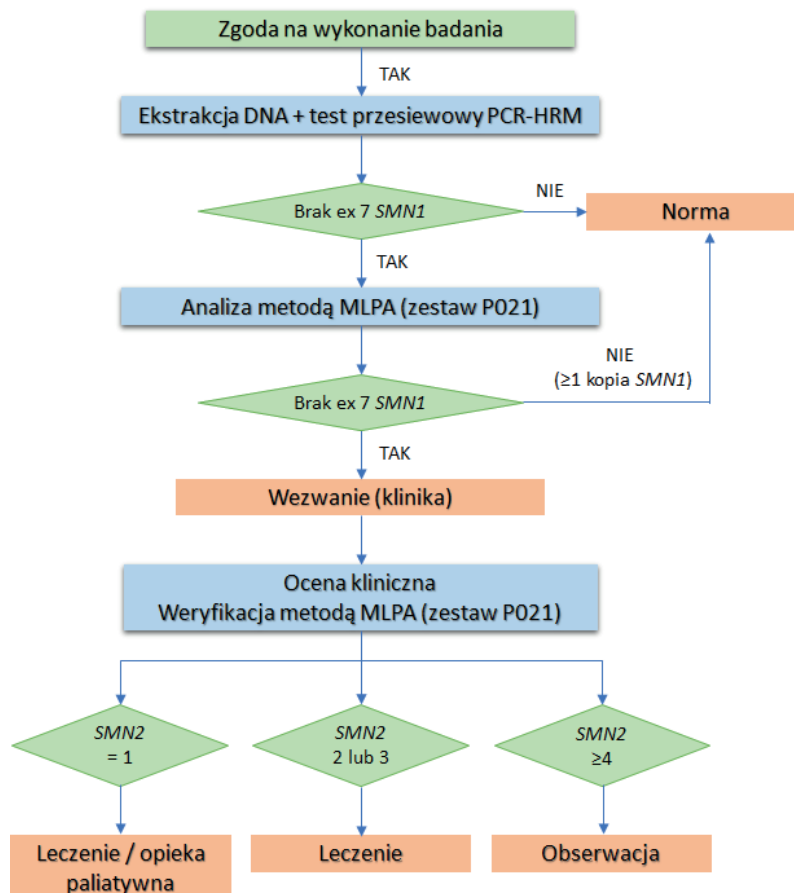 Zgoda na wykonanie badania
TAK
Ekstrakcja DNA + test przesiewowy PCR-HRM
Brak ex 7 SMN1
NIE
Norma
TAK
Analiza metodą MLPA (zestaw P021)
NIE
(≥1 kopia SMN1)
Brak ex 7 SMN1
TAK
Wezwanie (klinika)
Ocena kliniczna
Weryfikacja metodą MLPA (zestaw P021)
SMN2
= 1
SMN2
2 lub 3
SMN2
≥4
Leczenie / opieka
paliatywna
Leczenie
Obserwacja